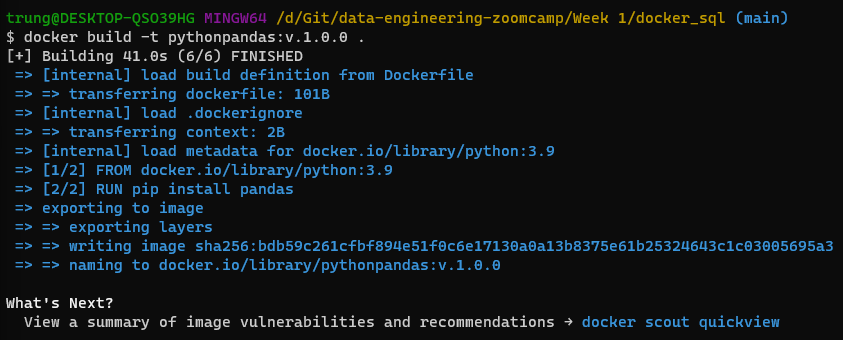 trung@DESKTOP-QSO39HG MINGW64 /d/Git/data-engineering-zoomcamp/Week 1/docker_sql (main)
$ docker build -t pythonpandas:v.1.0.0 .
[+] Building 41.0s (6/6) FINISHED
=> [internal] load build definition from Dockerfile
=> => transferring dockerfile: 101B
=> [internal] load .dockerignore
=> => transferring context: 2B
=> [internal] load metadata for docker.io/library/python:3.9
=> [1/2] FROM docker.io/library/python:3.9
=> [2/2] RUN pip install pandas
=> exporting to image
=> => exporting layers
=> => writing image sha256:bdb59c261cfbf894e51f0c6e17130a0a13b8375e61b25324643c1c03005695a3
=> => naming to docker.io/library/pythonpandas:v.1.0.0
What's Next?
View a summary of image vulnerabilities and recommendations → docker scout quickview